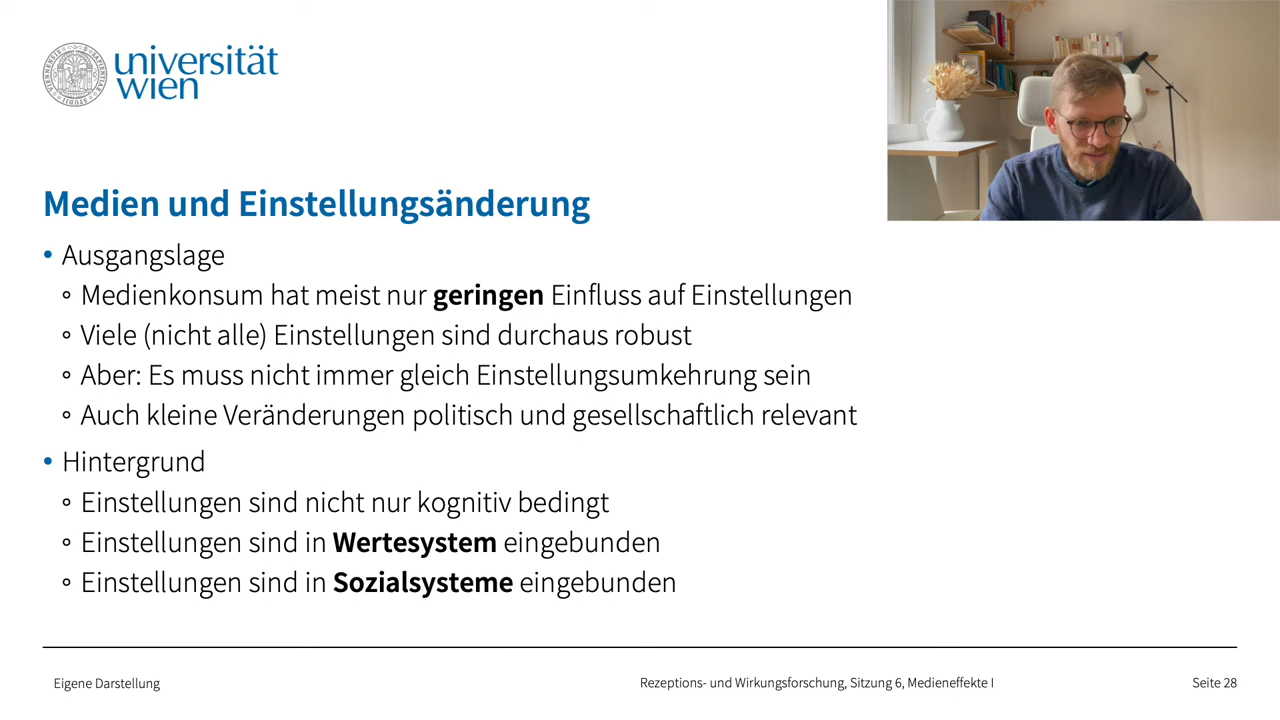 universität
wien
Medien und Einstellungsänderung
• Ausgangslage
◦ Medienkonsum hat meist nur geringen Einfluss auf Einstellungen
◦ Viele (nicht alle) Einstellungen sind durchaus robust
◦ Aber: Es muss nicht immer gleich Einstellungsumkehrung sein
◦ Auch kleine Veränderungen politisch und gesellschaftlich relevant
• Hintergrund
◦ Einstellungen sind nicht nur kognitiv bedingt
◦ Einstellungen sind in Wertesystem eingebunden
◦ Einstellungen sind in Sozialsysteme eingebunden
Eigene Darstellung
Rezeptions- und Wirkungsforschung, Sitzung 6, Medieneffekte I
Seite 28